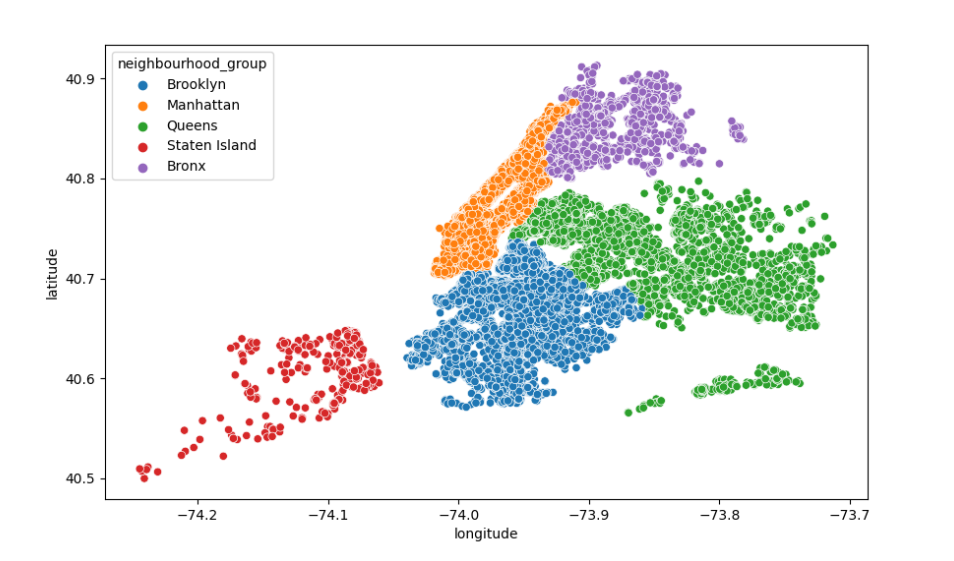 neighbourhood_group
Brooklyn
Manhattan
Queens
Staten Island
Bronx
40.9
40.8
40.7
40.6
40.5
latitude
−74.2
−74.1
−74.0
−73.9
−73.8
−73.7
longitude